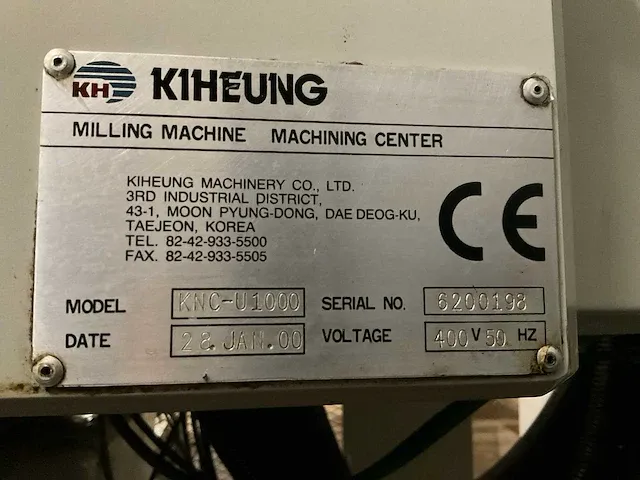 KH KIHEUNG
MILLING MACHINE MACHINING CENTER
KIHEUNG MACHINERY CO., LTD.
3RD INDUSTRIAL DISTRICT,
43-1, MOON PYUNG-DONG, DAE DEOG-KU,
TAEJEON, KOREA
TEL. 82-42-933-5500
FAX. 82-42-933-5505
CE
MODEL KNC-U1000 SERIAL NO. 6200198
DATE 28.JAN.00 VOLTAGE 400 V 50 HZ